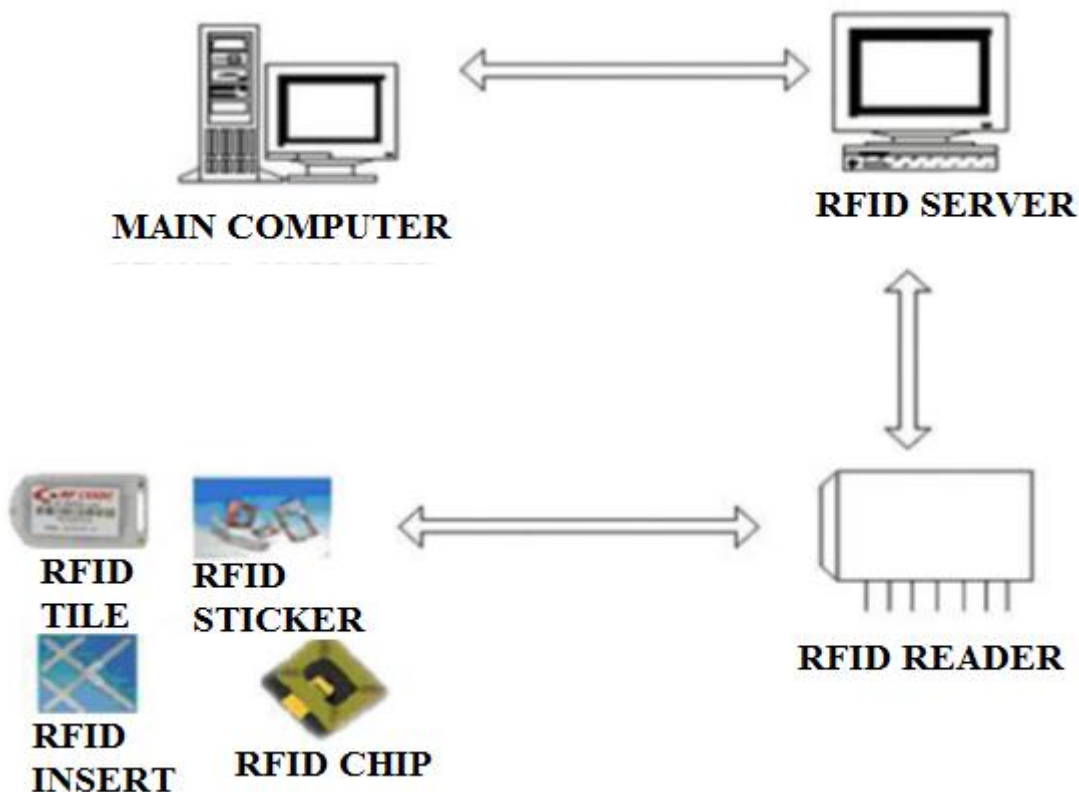 MAIN COMPUTER
RFID SERVER
RFID
TILE
RFID
STICKER
RFID
INSERT
RFID CHIP
RFID READER